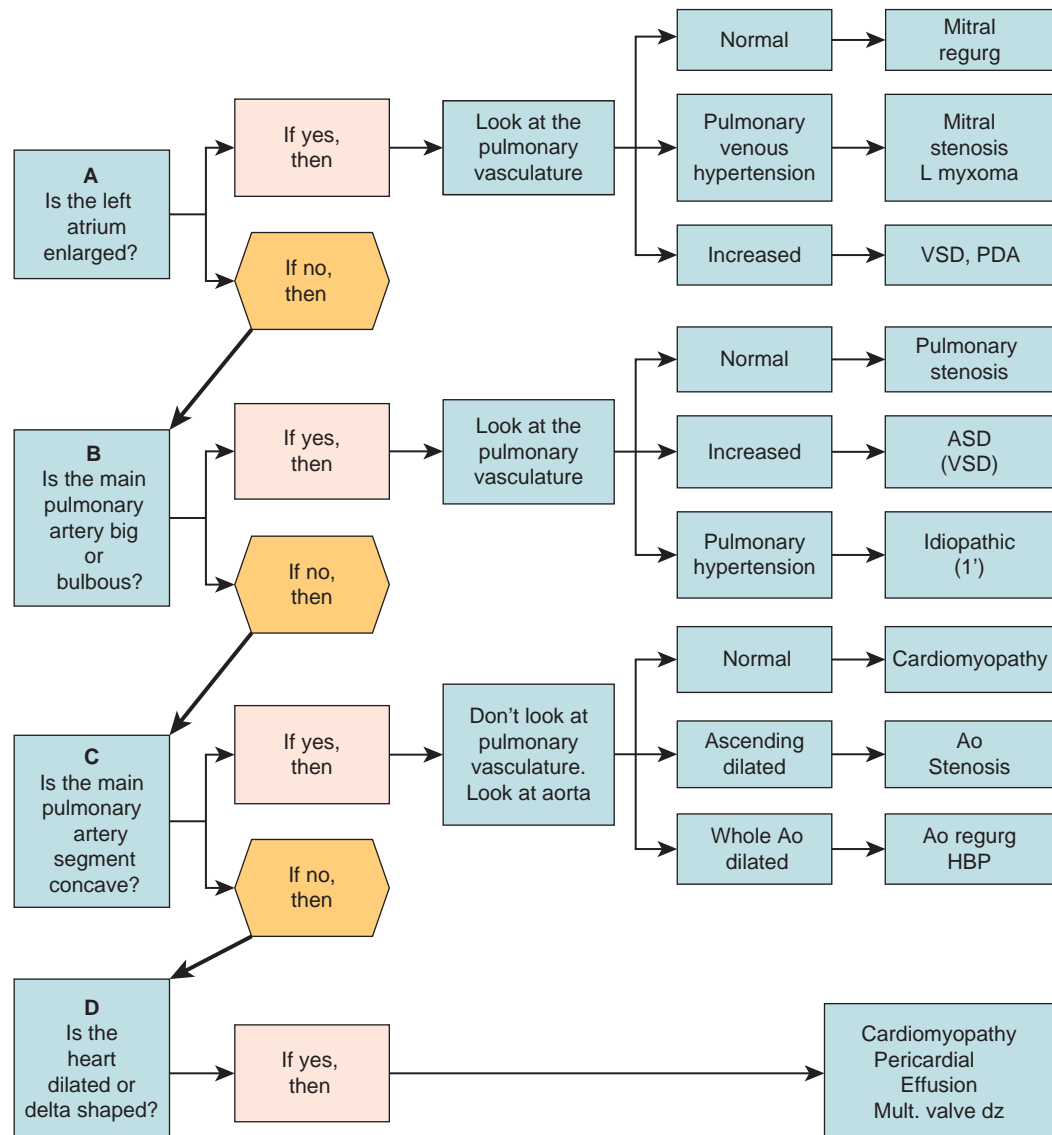 A
Is the left
atrium
enlarged?
If yes,
then
If no,
then
Look at the
pulmonary
vasculature
Normal
Mitral
regurg
Pulmonary
venous
hypertension
Mitral
stenosis
L myxoma
Increased
VSD, PDA
B
Is the main
pulmonary
artery big
or
bulbous?
If yes,
then
If no,
then
Look at the
pulmonary
vasculature
Normal
Pulmonary
stenosis
Increased
ASD
(VSD)
Pulmonary
hypertension
Idiopathic
(1’)
C
Is the main
pulmonary
artery
segment
concave?
If yes,
then
If no,
then
Don’t look at
pulmonary
vasculature.
Look at aorta
Normal
Cardiomyopathy
Ascending
dilated
Ao
Stenosis
Whole Ao
dilated
Ao regurg
HBP
D
Is the
heart
dilated or
delta shaped?
If yes,
then
Cardiomyopathy
Pericardial
Effusion
Mult. valve dz